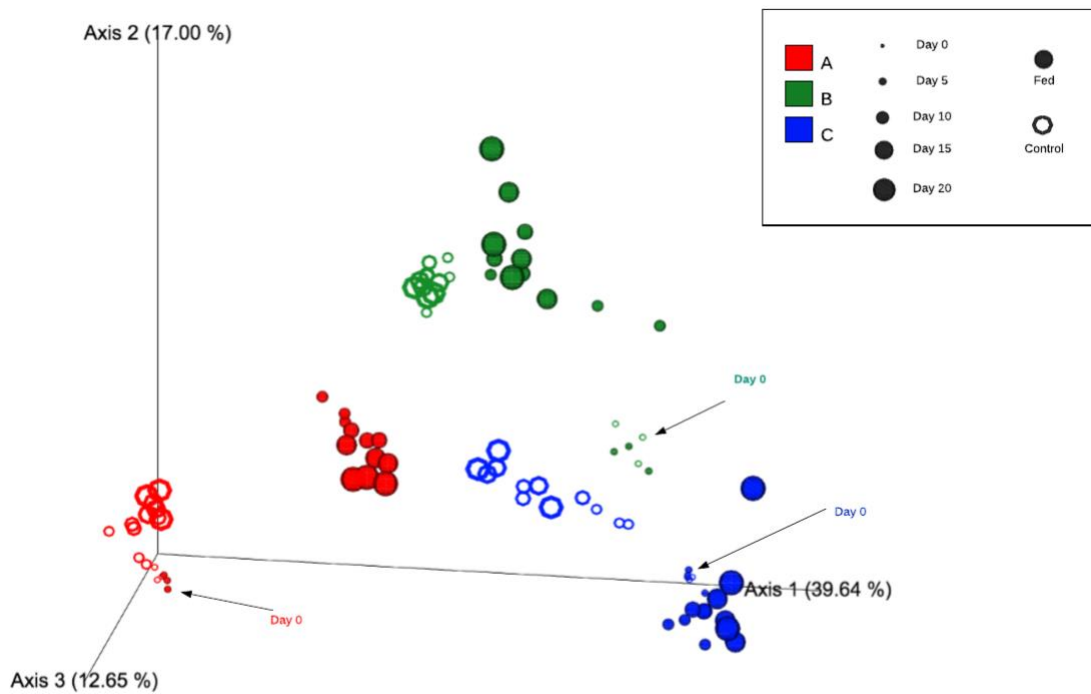 Axis 2 (17.00 %)
A
B
C
Day 0
Day 5
Day 10
Day 15
Day 20
Fed
Control
Day 0
Day 0
Axis 1 (39.64 %)
Day 0
Axis 3 (12.65 %)